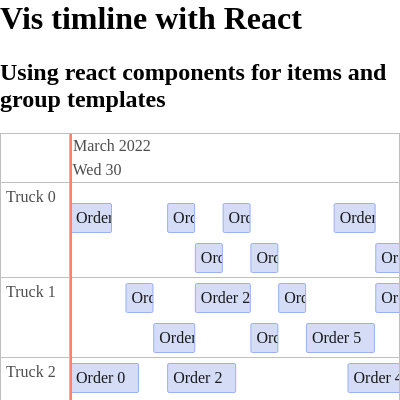 Vis timline with React
Using react components for items and
group templates
March 2022
Wed 30
Truck 0
Order
Ord
Ord
Order
Ord
Ord
Or
Truck 1
Ord
Order 2
Ord
Or
Order
Ord
Order 5
Truck 2
Order 0
Order 2
Order 4